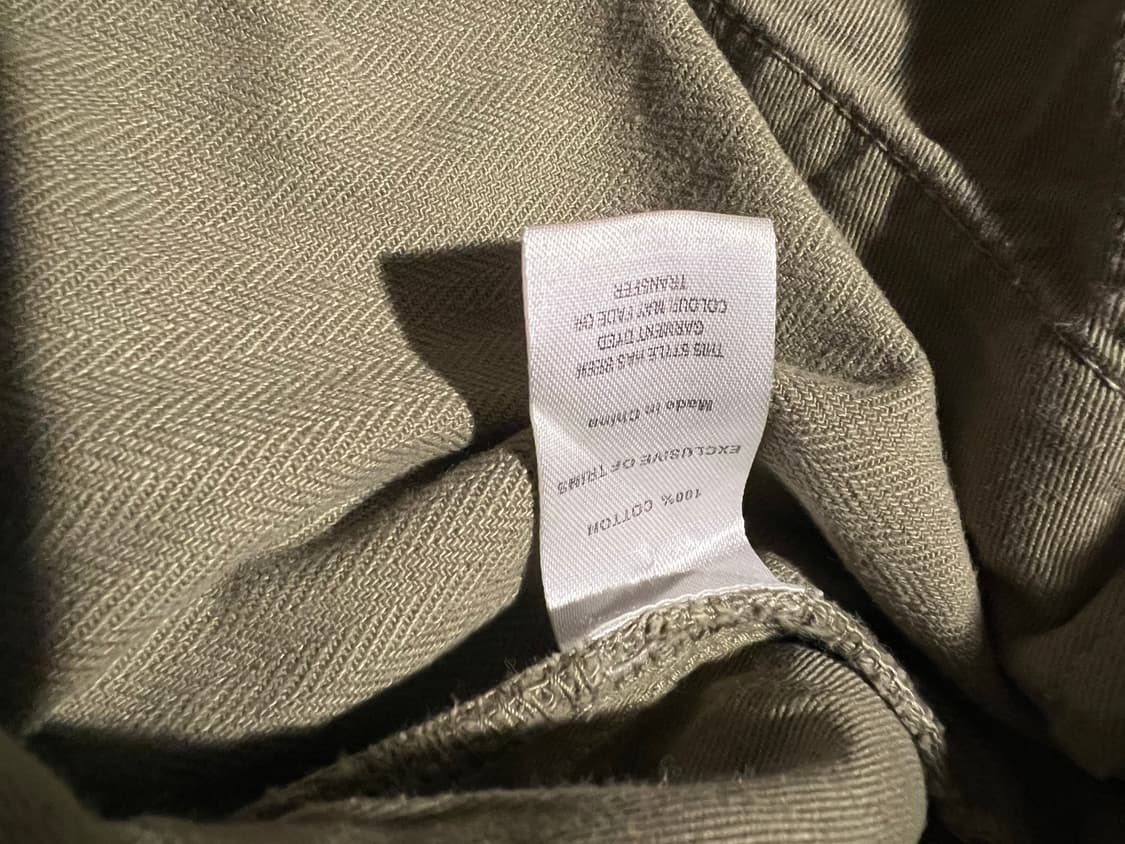 100% COTTON
EXCLUSIVE OF TRIMS
Made in China
THIS STYLE HAS BEEN
GARMENT DYED
COLOUR MAY FADE OR
TRANSFER